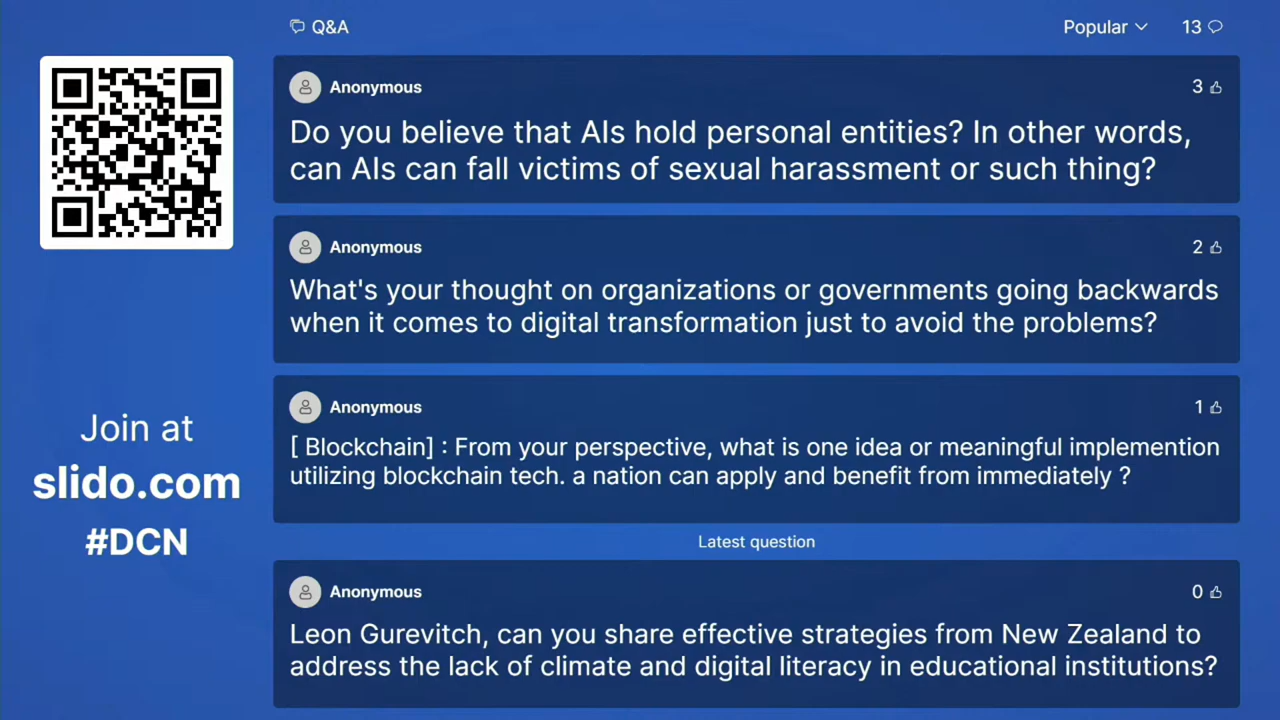 Q&A
Popular
13
Anonymous
3
Do you believe that AIs hold personal entities? In other words,
can AIs can fall victims of sexual harassment or such thing?
Anonymous
2
What's your thought on organizations or governments going backwards
when it comes to digital transformation just to avoid the problems?
Anonymous
1
[ Blockchain] : From your perspective, what is one idea or meaningful implemention
utilizing blockchain tech. a nation can apply and benefit from immediately ?
Latest question
Anonymous
0
Leon Gurevitch, can you share effective strategies from New Zealand to
address the lack of climate and digital literacy in educational institutions?
Join at
slido.com
#DCN